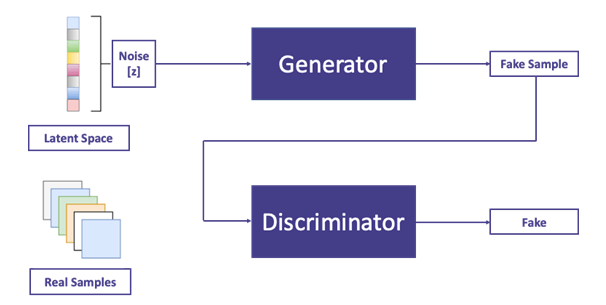 Noise
[z]
Generator
Fake Sample
Latent Space
Discriminator
Fake
Real Samples